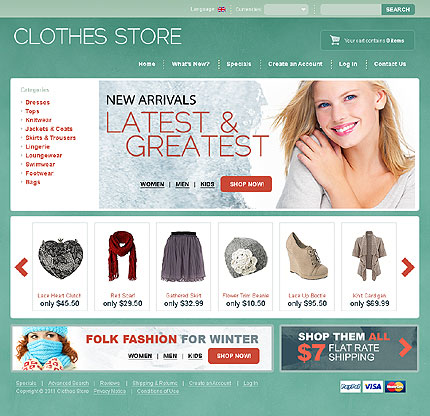 Language:
Currencies:
SEARCH
CLOTHES STORE
Your cart contains 0 items
Home
What's New?
Specials
Create an Account
Log In
Contact Us
Categories
Dresses
Tops
Knitwear
Jackets & Coats
Skirts & Trousers
Lingerie
Loungewear
Swimwear
Footwear
Bags
NEW ARRIVALS
LATEST &
GREATEST
WOMEN | MEN | KIDS
SHOP NOW!
Lace Heart Clutch
only $45.50
Red Scarf
only $29.50
Gathered Skirt
only $32.99
Flower Trim Beanie
only $10.50
Lace Up Bootie
only $95.50
Knit Cardigan
only $69.99
FOLK FASHION FOR WINTER
WOMEN | MEN | KIDS
SHOP NOW!
SHOP THEM ALL
$7 FLAT RATE
SHIPPING
Specials | Advanced Search | Reviews | Shipping & Returns | Create an Account | Log In
Copyright © 2011 Clothes Store Privacy Notice | Conditions of Use
PayPal
VISA